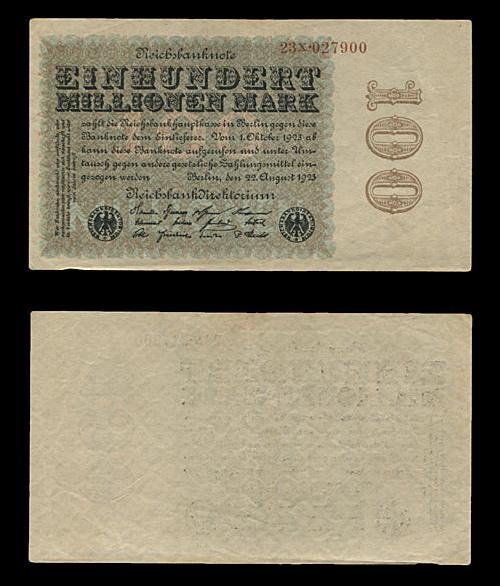 Reichsbanknote
23X·027900
EINHUNDERT
MILLIONEN MARK
zahlt die Reichsbankhauptkasse in Berlin gegen diese
Banknote dem Einlieferer. Vom 1. Oktober 1923 ab
kann diese Banknote aufgerufen und unter Um-
tausch gegen andere gesetzliche Zahlungsmittel ein-
gezogen werden Berlin, den 22. August 1923
Reichsbankdirektorium
100